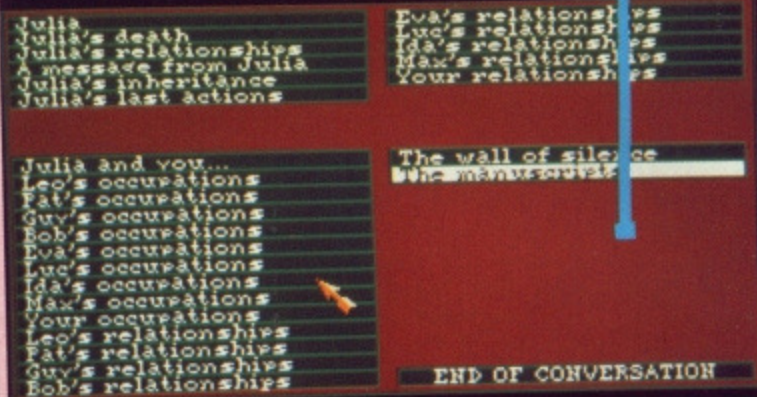 Julia
Julia's death
Julia's relationships
A message from Julia
Julia's inheritance
Julia's last actions
Eva's relationships
Luc's relationships
Ida's relationships
Max's relationships
Your relationships
Julia and you...
Leo's occupations
Pat's occupations
Guy's occupations
Bob's occupations
Eva's occupations
Luc's occupations
Ida's occupations
Max's occupations
Your occupations
Leo's relationships
Pat's relationships
Guy's relationships
Bob's relationships
The wall of silence
The manuscripts
END OF CONVERSATION